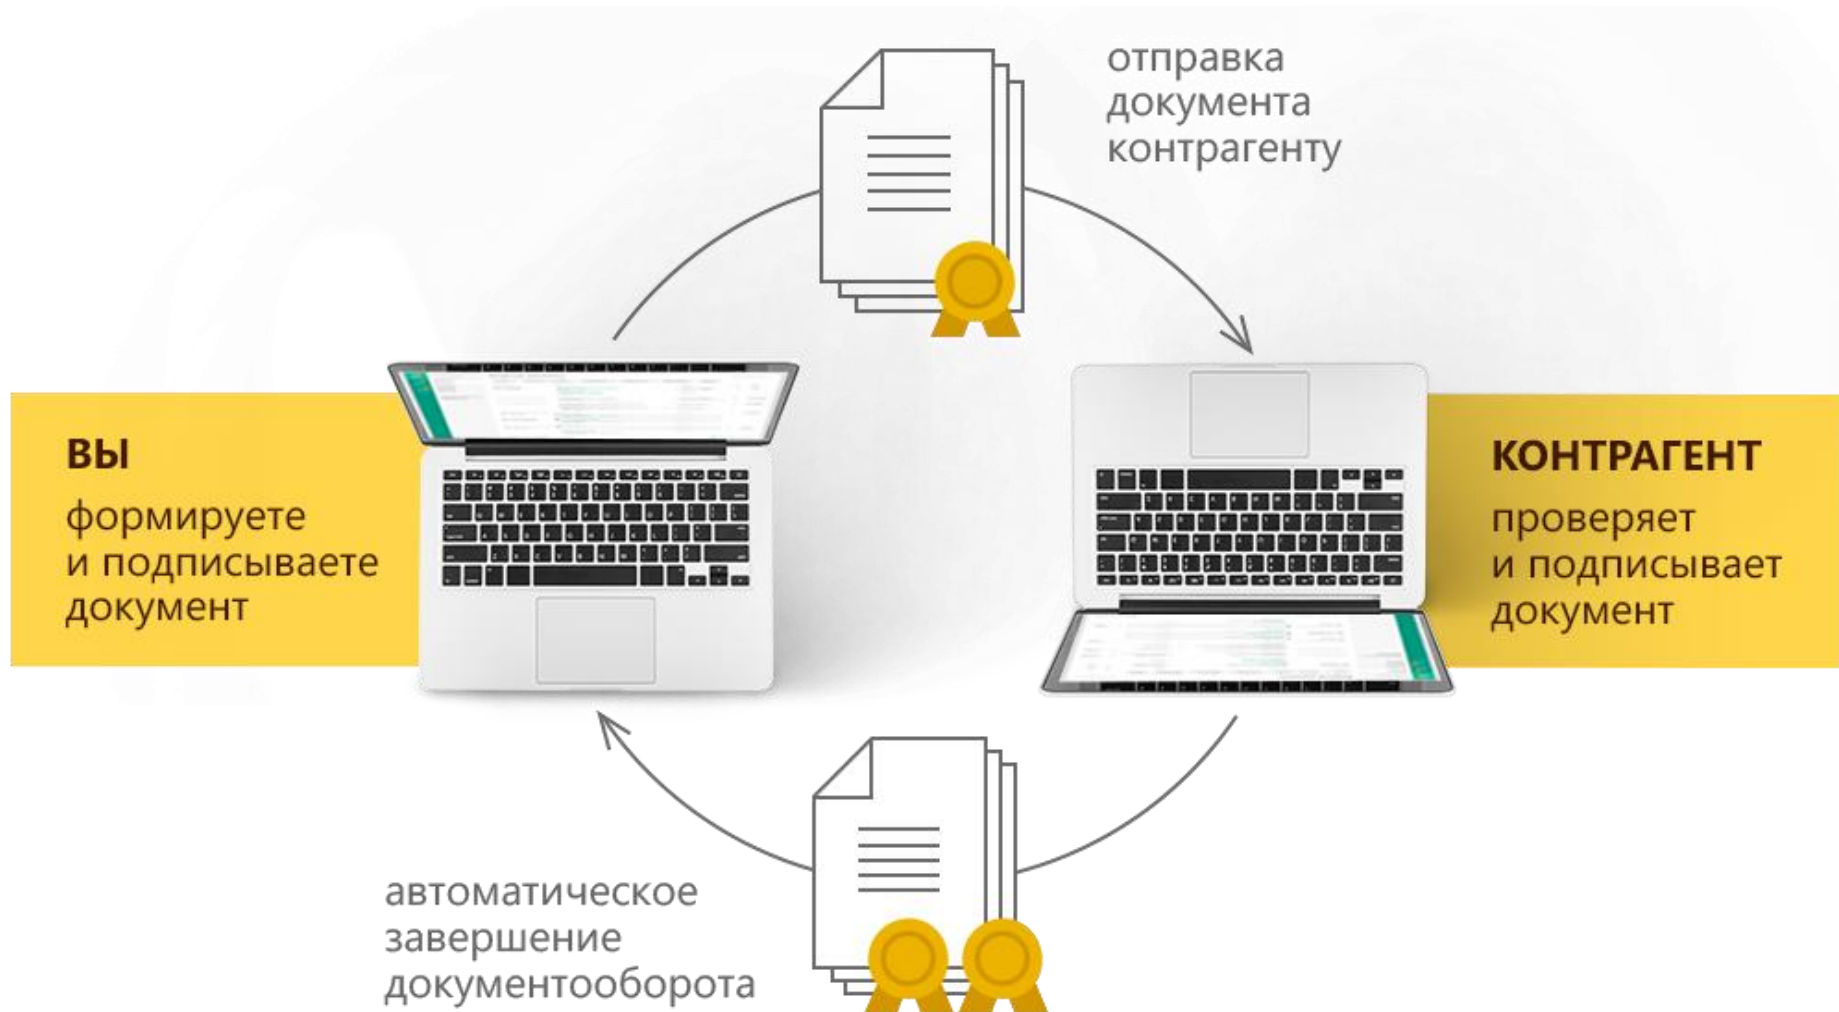 отправка
документа
контрагенту
ВЫ
формируете
и подписываете
документ
КОНТРАГЕНТ
проверяет
и подписывает
документ
автоматическое
завершение
документооборота